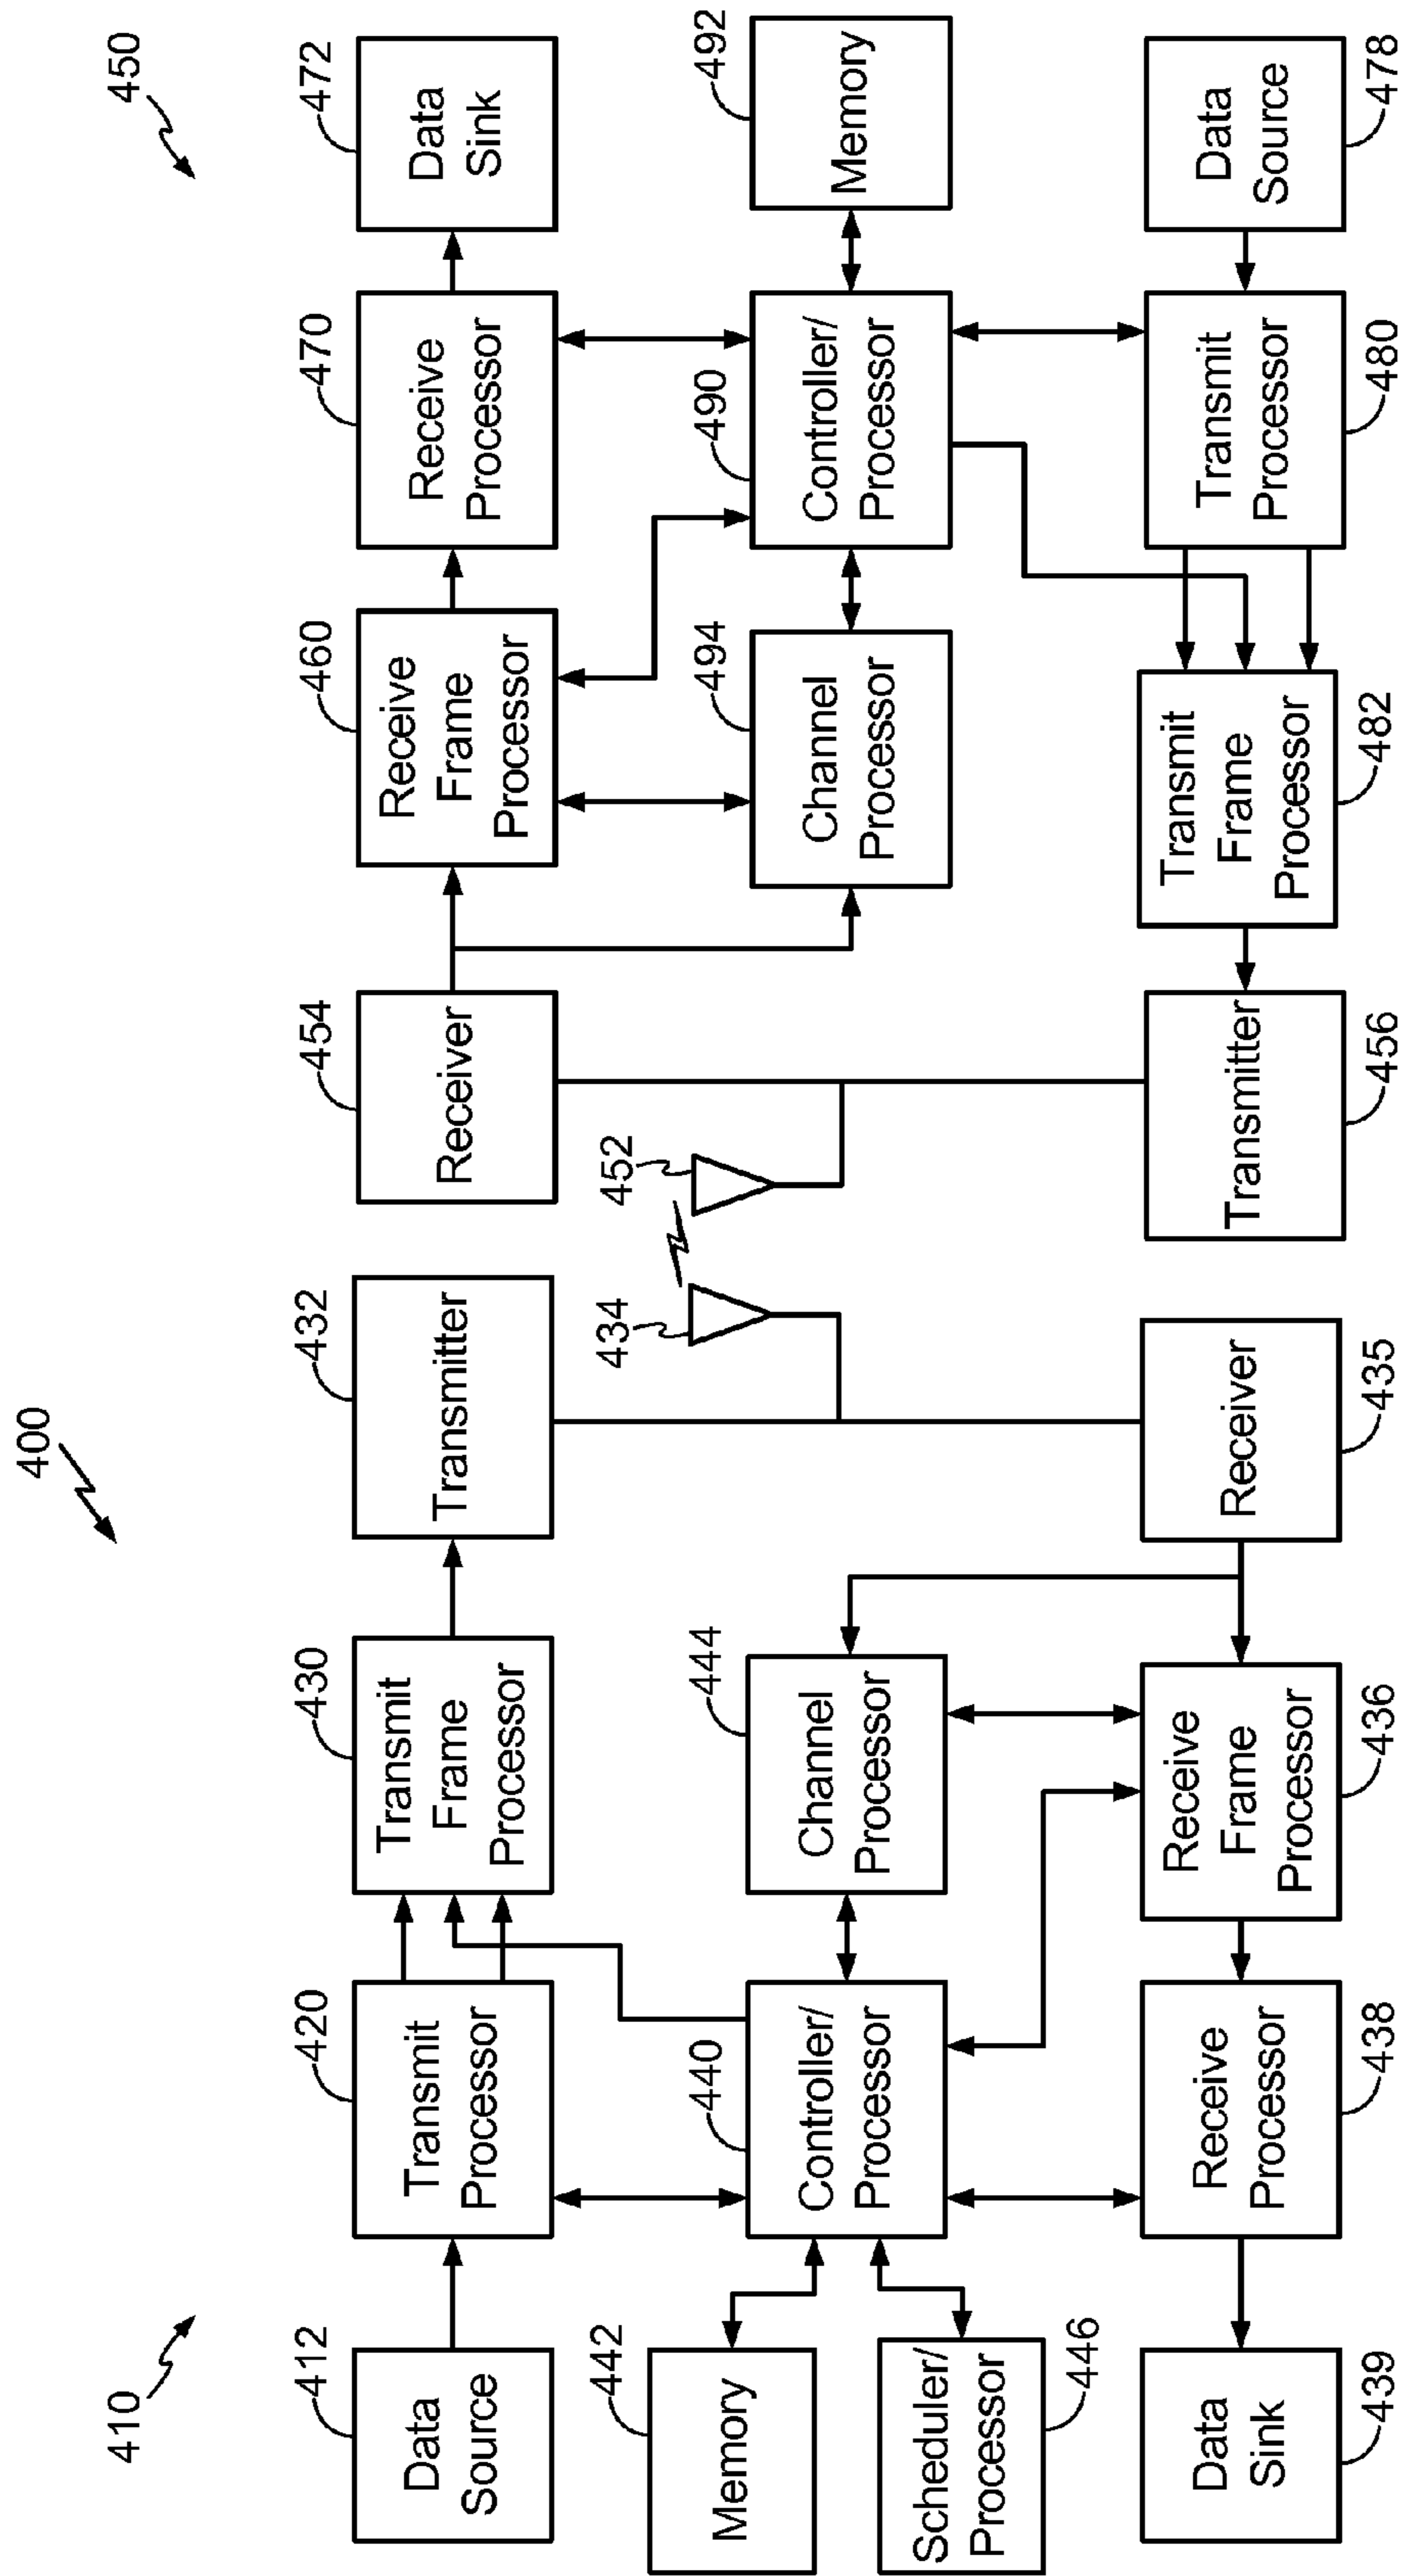 400
410
450
412
Data
Source
420
Transmit
Processor
430
Transmit
Frame
Processor
432
Transmitter
454
Receiver
460
Receive
Frame
Processor
470
Receive
Processor
472
Data
Sink
442
Memory
446
Scheduler/
Processor
440
Controller/
Processor
444
Channel
Processor
434
452
494
Channel
Processor
490
Controller/
Processor
492
Memory
Data
Sink
439
Receive
Processor
438
Receive
Frame
Processor
436
Receiver
435
Transmitter
456
Transmit
Frame
Processor
482
Transmit
Processor
480
Data
Source
478